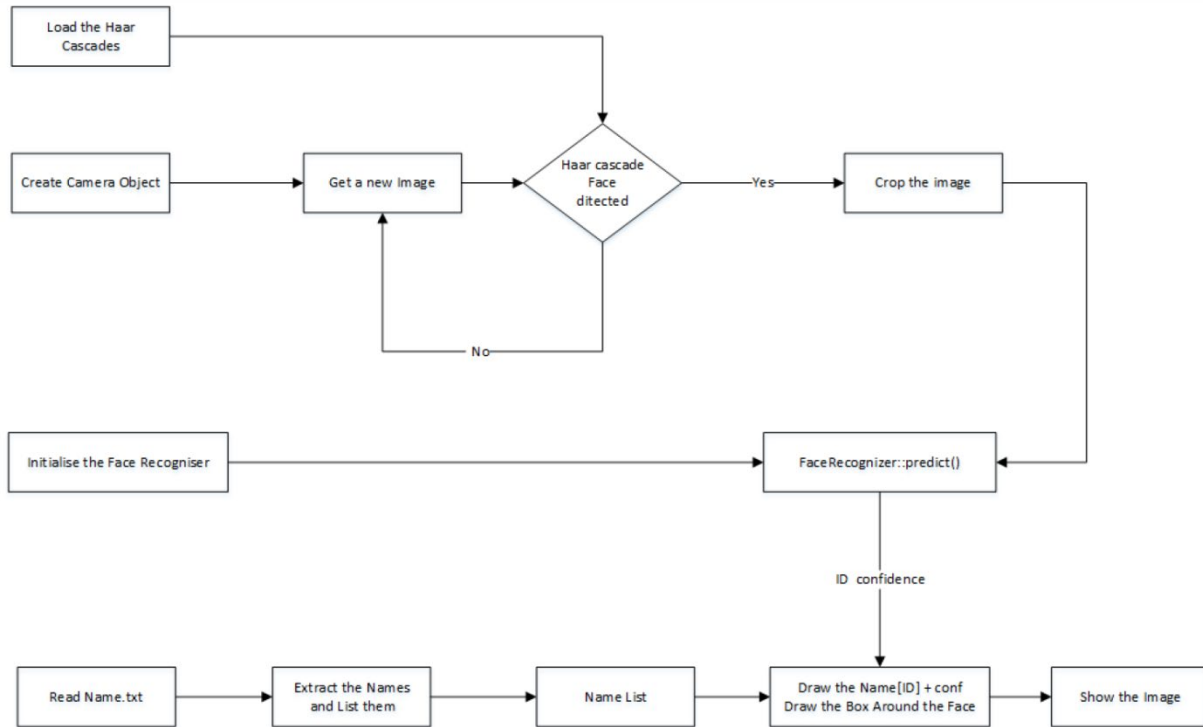 Load the Haar
Cascades
Create Camera Object
Get a new Image
Haar cascade
Face
ditected
Yes
Crop the image
No
Initialise the Face Recogniser
FaceRecognizer::predict()
ID confidence
Read Name.txt
Extract the Names
and List them
Name List
Draw the Name[ID] + conf
Draw the Box Around the Face
Show the Image